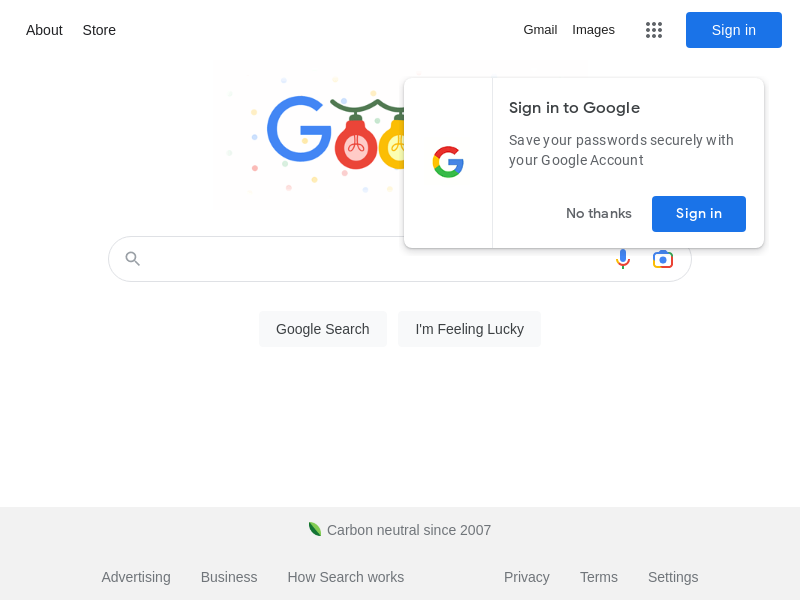 About Store Gmail Images Sign in
Sign in to Google
Save your passwords securely with
your Google Account
No thanks Sign in
Google Search I'm Feeling Lucky
Carbon neutral since 2007
Advertising Business How Search works Privacy Terms Settings